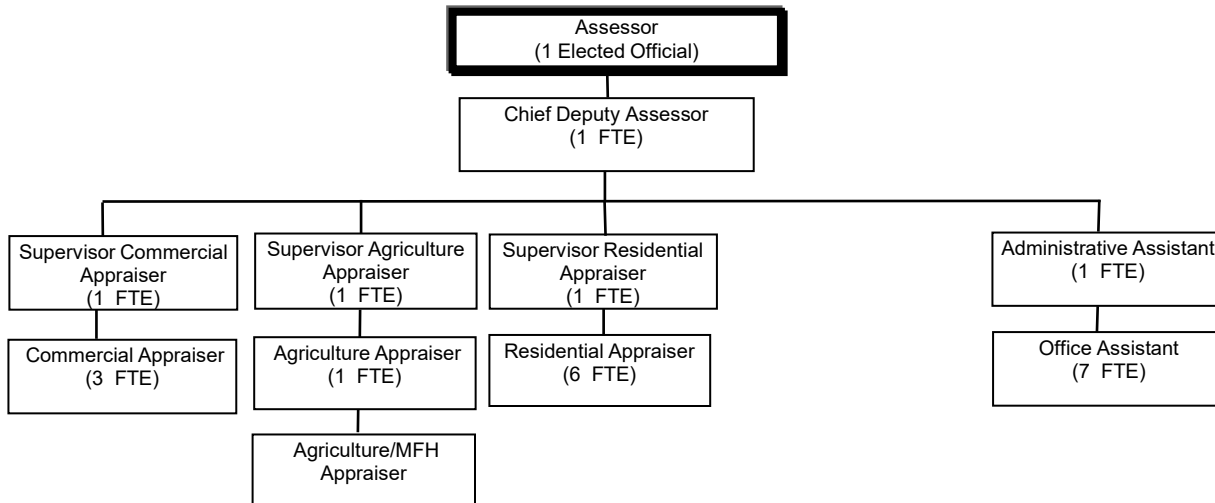 Assessor
(1 Elected Official)
Chief Deputy Assessor
(1 FTE)
Supervisor Commercial
Appraiser
(1 FTE)
Supervisor Agriculture
Appraiser
(1 FTE)
Supervisor Residential
Appraiser
(1 FTE)
Administrative Assistant
(1 FTE)
Commercial Appraiser
(3 FTE)
Agriculture Appraiser
(1 FTE)
Residential Appraiser
(6 FTE)
Office Assistant
(7 FTE)
Agriculture/MFH
Appraiser